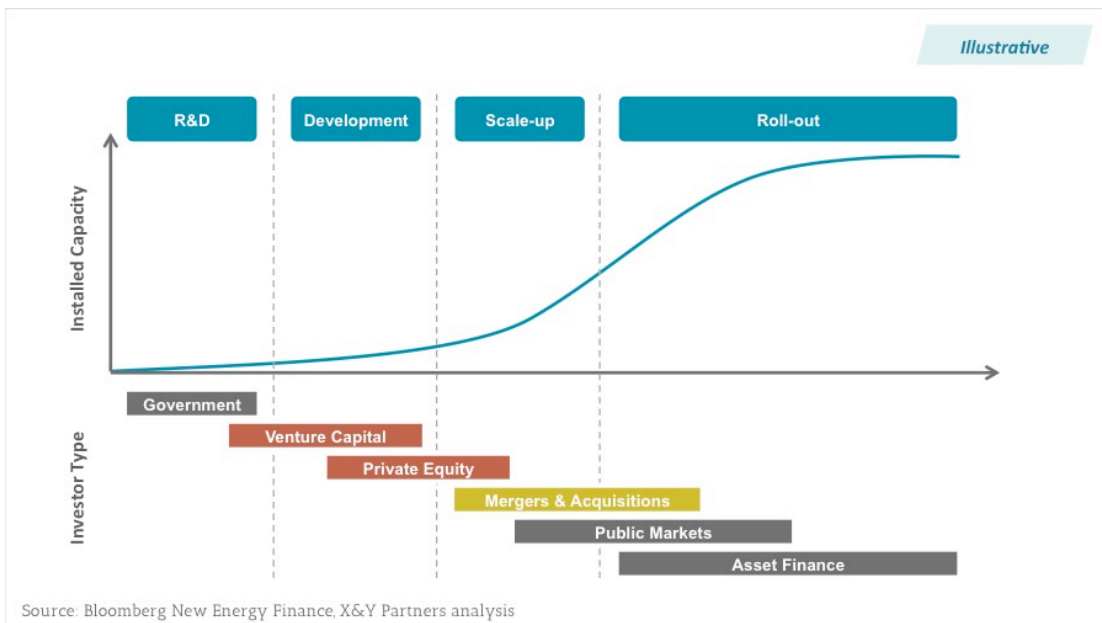 Illustrative
R&D
Development
Scale-up
Roll-out
Installed Capacity
Government
Venture Capital
Private Equity
Mergers & Acquisitions
Public Markets
Asset Finance
Investor Type
Source: Bloomberg New Energy Finance, X&Y Partners analysis